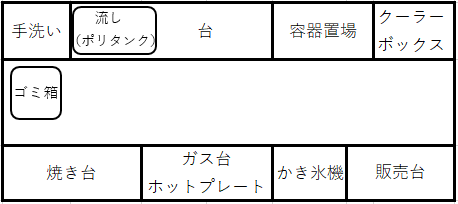 手洗い
流し
(ポリタンク)
台
容器置場
クーラー
ボックス
ゴミ箱
焼き台
ガス台
ホットプレート
かき氷機
販売台